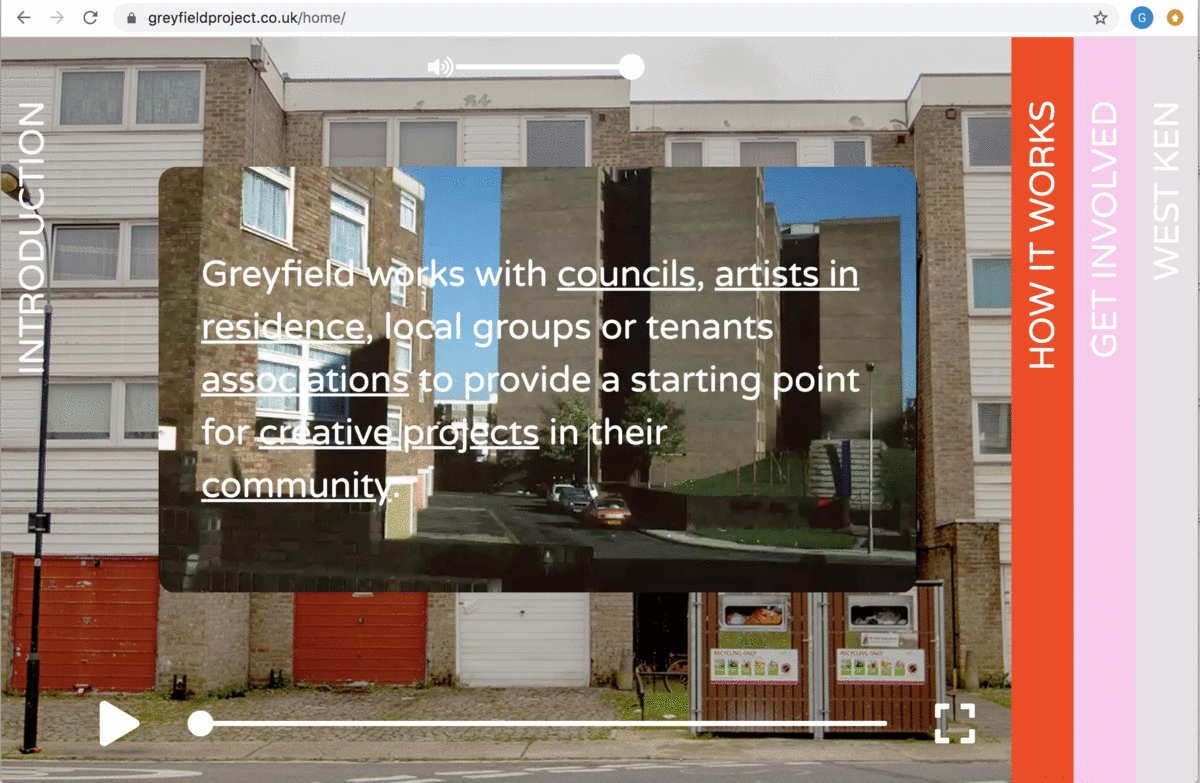 greyfieldproject.co.uk/home/
G
INTRODUCTION
Greyfield works with councils, artists in
residence, local groups or tenants
associations to provide a starting point
for creative projects in their
community.
HOW IT WORKS
GET INVOLVED
WEST KEN
RECYCLING ONLY
RECYCLING ONLY